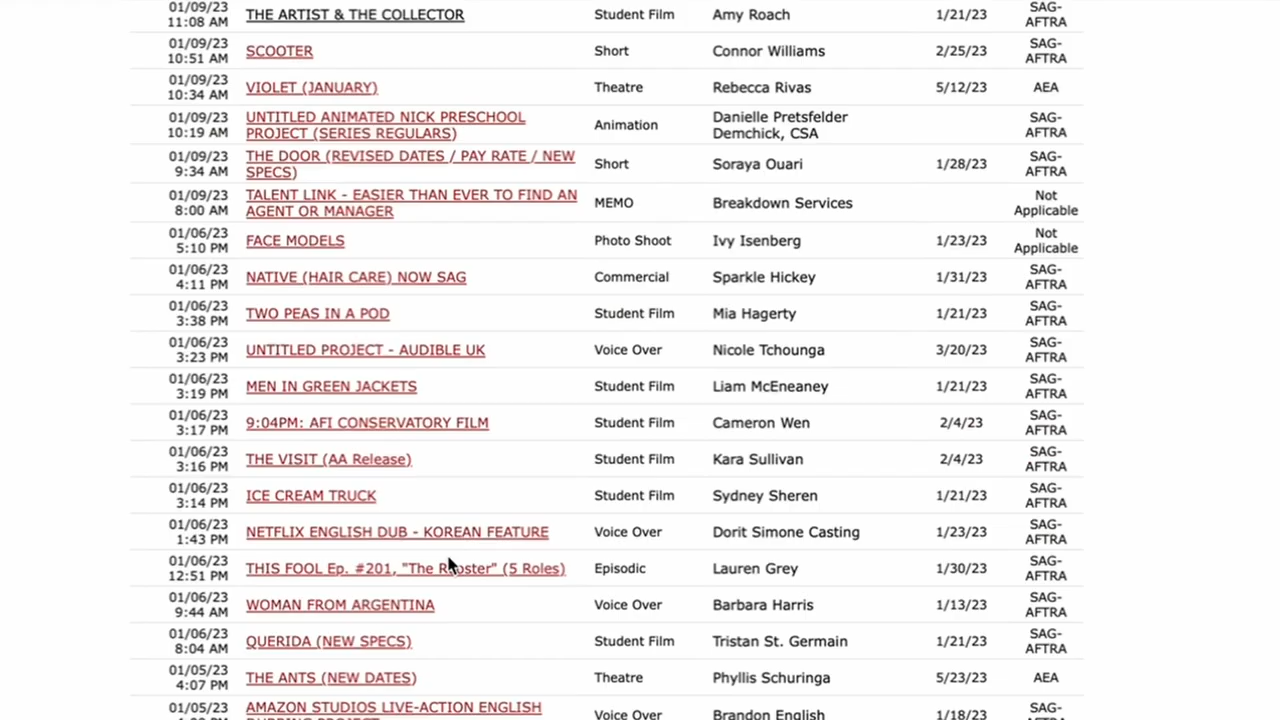 01/09/23 THE ARTIST & THE COLLECTOR Student Film Amy Roach 1/21/23 SAG-
11:08 AM AFTRA
01/09/23 SCOOTER Short Connor Williams 2/25/23 SAG-
10:51 AM AFTRA
01/09/23 VIOLET (JANUARY) Theatre Rebecca Rivas 5/12/23 AEA
10:34 AM
01/09/23 UNTITLED ANIMATED NICK PRESCHOOL Animation Danielle Pretsfelder SAG-
10:19 AM PROJECT (SERIES REGULARS) Demchick, CSA AFTRA
01/09/23 THE DOOR (REVISED DATES / PAY RATE / NEW Short Soraya Ouari 1/28/23 SAG-
9:34 AM SPECS) AFTRA
01/09/23 TALENT LINK - EASIER THAN EVER TO FIND AN MEMO Breakdown Services Not
8:00 AM AGENT OR MANAGER Applicable
01/06/23 FACE MODELS Photo Shoot Ivy Isenberg 1/23/23 Not
5:10 PM Applicable
01/06/23 NATIVE (HAIR CARE) NOW SAG Commercial Sparkle Hickey 1/31/23 SAG-
4:11 PM AFTRA
01/06/23 TWO PEAS IN A POD Student Film Mia Hagerty 1/21/23 SAG-
3:38 PM AFTRA
01/06/23 UNTITLED PROJECT - AUDIBLE UK Voice Over Nicole Tchounga 3/20/23 SAG-
3:23 PM AFTRA
01/06/23 MEN IN GREEN JACKETS Student Film Liam McEneaney 1/21/23 SAG-
3:19 PM AFTRA
01/06/23 9:04PM: AFI CONSERVATORY FILM Student Film Cameron Wen 2/4/23 SAG-
3:17 PM AFTRA
01/06/23 THE VISIT (AA Release) Student Film Kara Sullivan 2/4/23 SAG-
3:16 PM AFTRA
01/06/23 ICE CREAM TRUCK Student Film Sydney Sheren 1/21/23 SAG-
3:14 PM AFTRA
01/06/23 NETFLIX ENGLISH DUB - KOREAN FEATURE Voice Over Dorit Simone Casting 1/23/23 SAG-
1:43 PM AFTRA
01/06/23 THIS FOOL Ep. #201, "The Rooster" (5 Roles) Episodic Lauren Grey 1/30/23 SAG-
12:51 PM AFTRA
01/06/23 WOMAN FROM ARGENTINA Voice Over Barbara Harris 1/13/23 SAG-
9:44 AM AFTRA
01/06/23 QUERIDA (NEW SPECS) Student Film Tristan St. Germain 1/21/23 SAG-
8:04 AM AFTRA
01/05/23 THE ANTS (NEW DATES) Theatre Phyllis Schuringa 5/23/23 AEA
4:07 PM
01/05/23 AMAZON STUDIOS LIVE-ACTION ENGLISH Voice Over Brandon English 1/18/23 SAG-